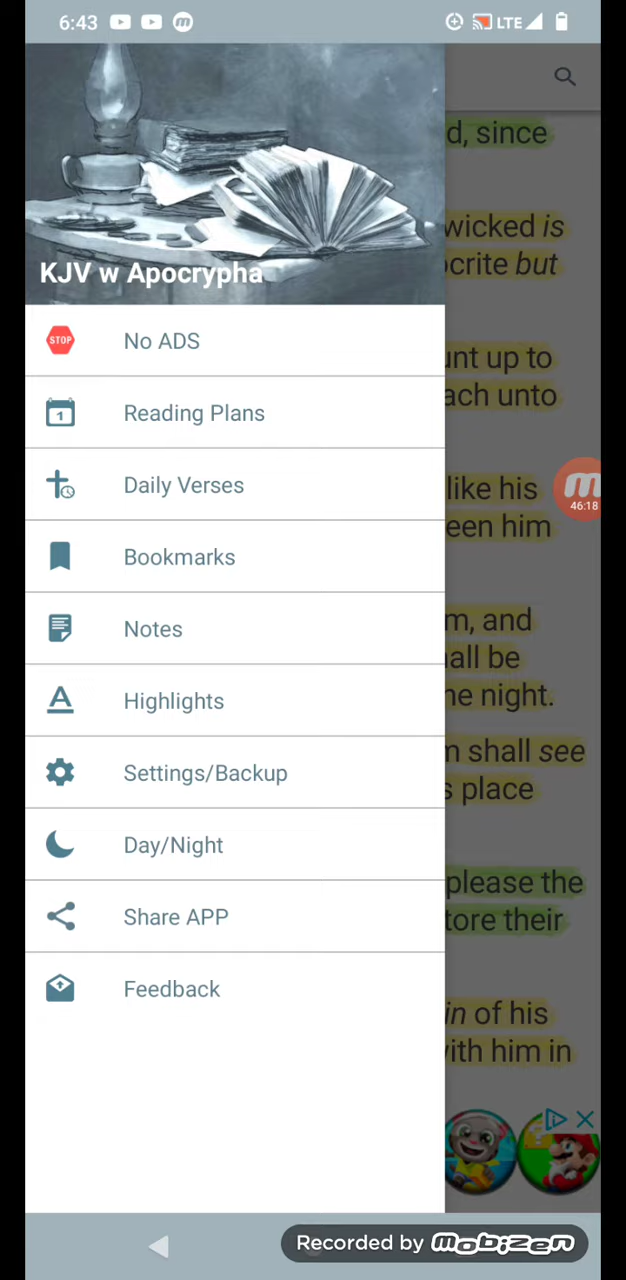 6:43
LTE
d, since
wicked is
ocrite but
KJV w Apocrypha
STOP No ADS
unt up to
ach unto
1 Reading Plans
Daily Verses
like his
46:18
een him
Bookmarks
Notes
m, and
all be
he night.
Highlights
m shall see
s place
Settings/Backup
Day/Night
please the
tore their
Share APP
Feedback
in of his
ith him in
Recorded by mobizen